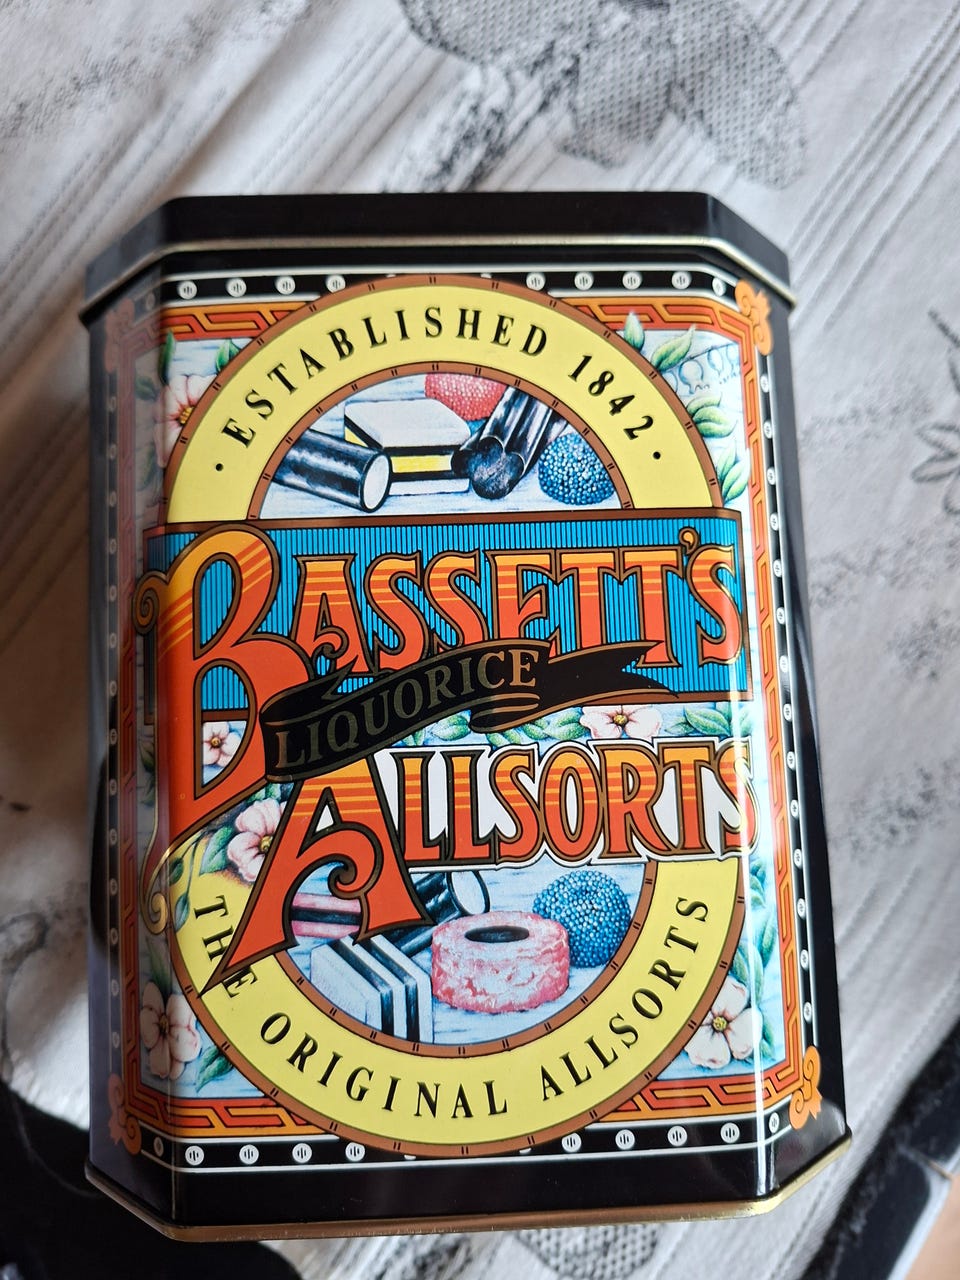 · ESTABLISHED 1842 ·
BASSETT'S
LIQUORICE
ALLSORTS
THE ORIGINAL ALLSORTS